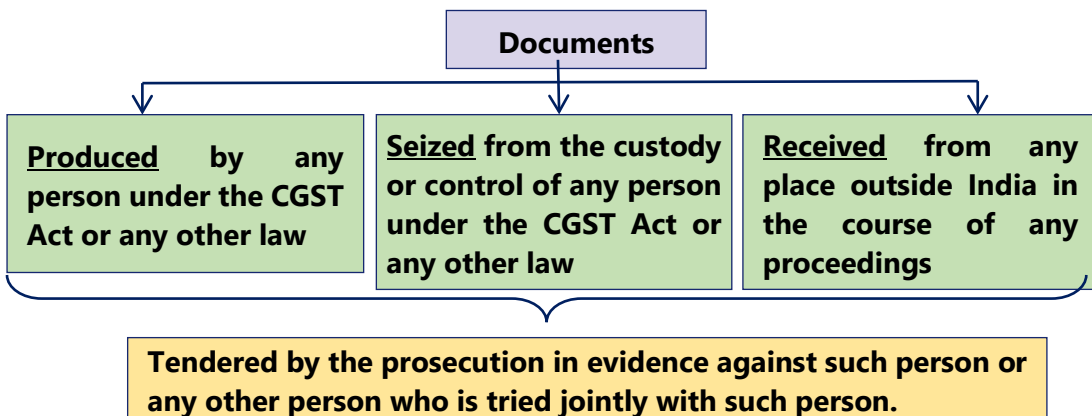 Documents
Produced by any
person under the CGST
Act or any other law
Seized from the custody
or control of any person
under the CGST Act or
any other law
Received from any
place outside India in
the course of any
proceedings
Tendered by the prosecution in evidence against such person or
any other person who is tried jointly with such person.